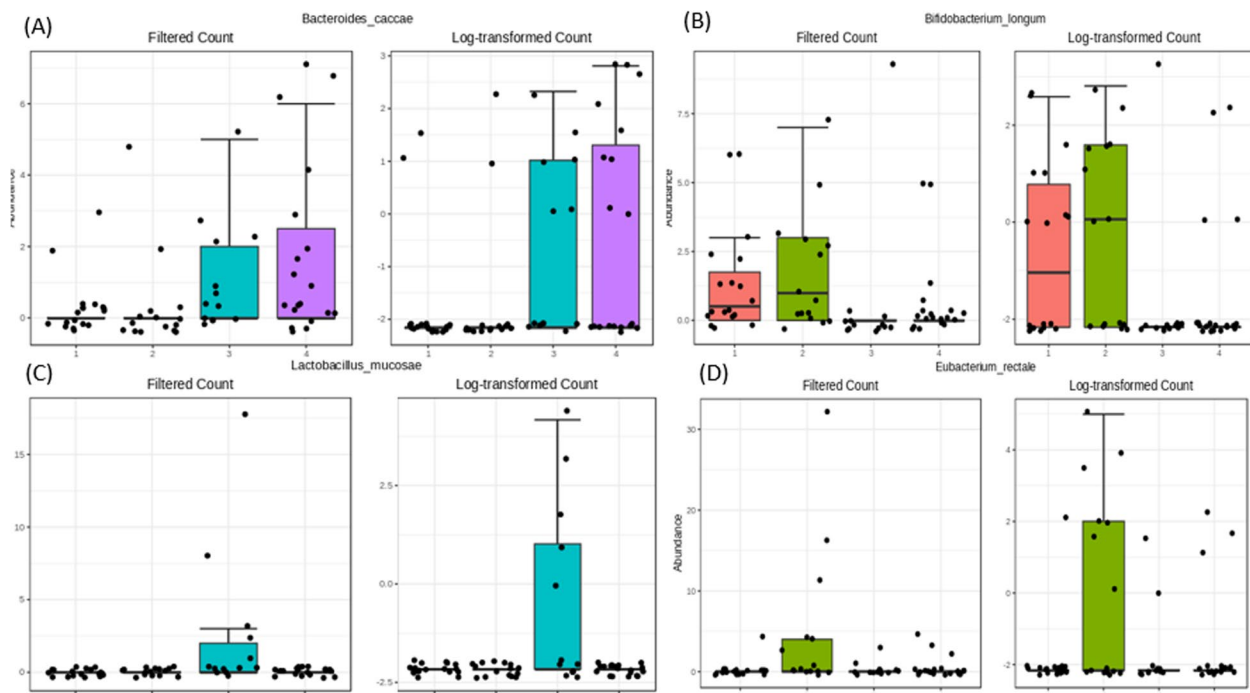 (A)
Bacteroides_caccae
Filtered Count
Log-transformed Count
Abundance
6
4
2
0
1 2 3 4
3
2
1
0
-1
-2
1 2 3 4
(B)
Bifidobacterium_longum
Filtered Count
Log-transformed Count
Abundance
7.5
5.0
2.5
0.0
1 2 3 4
2
0
-2
1 2 3 4
(C)
Lactobacillus_mucosae
Filtered Count
Log-transformed Count
15
10
5
0
2.5
0.0
-2.5
(D)
Eubacterium_rectale
Filtered Count
Log-transformed Count
Abundance
30
20
10
0
4
2
0
-2